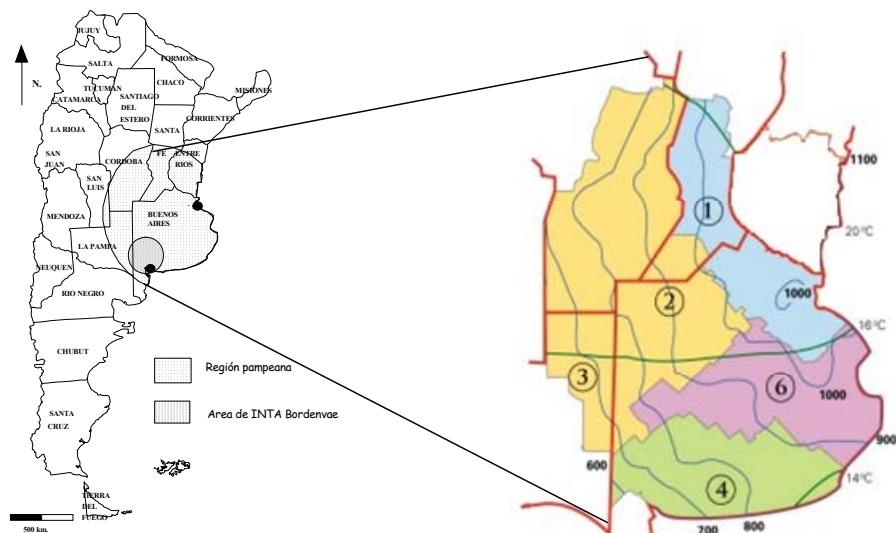 JUJUY
SALTA
FORMOSA
N.
CHACO
TUCUMAN
CATAMARCA
SANTIAGO
DEL
ESTERO
MISIONES
CORRIENTES
LA RIOJA
SANTA
FE
SAN
JUAN
CORDOBA
ENTRE
RIOS
SAN
LUIS
MENDOZA
BUENOS
AIRES
LA PAMPA
NEUQUEN
RIO NEGRO
CHUBUT
SANTA
CRUZ
TIERRA
DEL
FUEGO
500 km.
Región pampeana
Area de INTA Bordenvae
1100
1
20°C
2
1000
16°C
3
6
1000
900
600
14°C
4
700
800